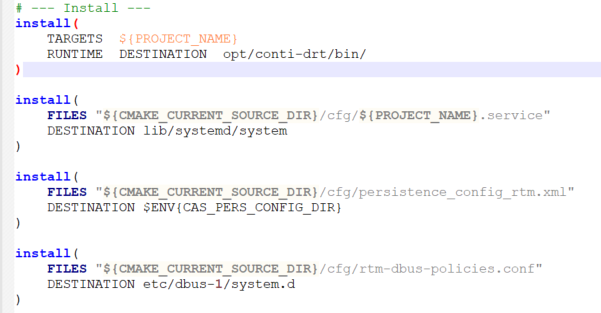 # --- Install ---
install(
    TARGETS  ${PROJECT_NAME}
    RUNTIME  DESTINATION  opt/conti-drt/bin/
)
install(
    FILES "${CMAKE_CURRENT_SOURCE_DIR}/cfg/${PROJECT_NAME}.service"
    DESTINATION lib/systemd/system
)
install(
    FILES "${CMAKE_CURRENT_SOURCE_DIR}/cfg/persistence_config_rtm.xml"
    DESTINATION $ENV{CAS_PERS_CONFIG_DIR}
)
install(
    FILES "${CMAKE_CURRENT_SOURCE_DIR}/cfg/rtm-dbus-policies.conf"
    DESTINATION etc/dbus-1/system.d
)